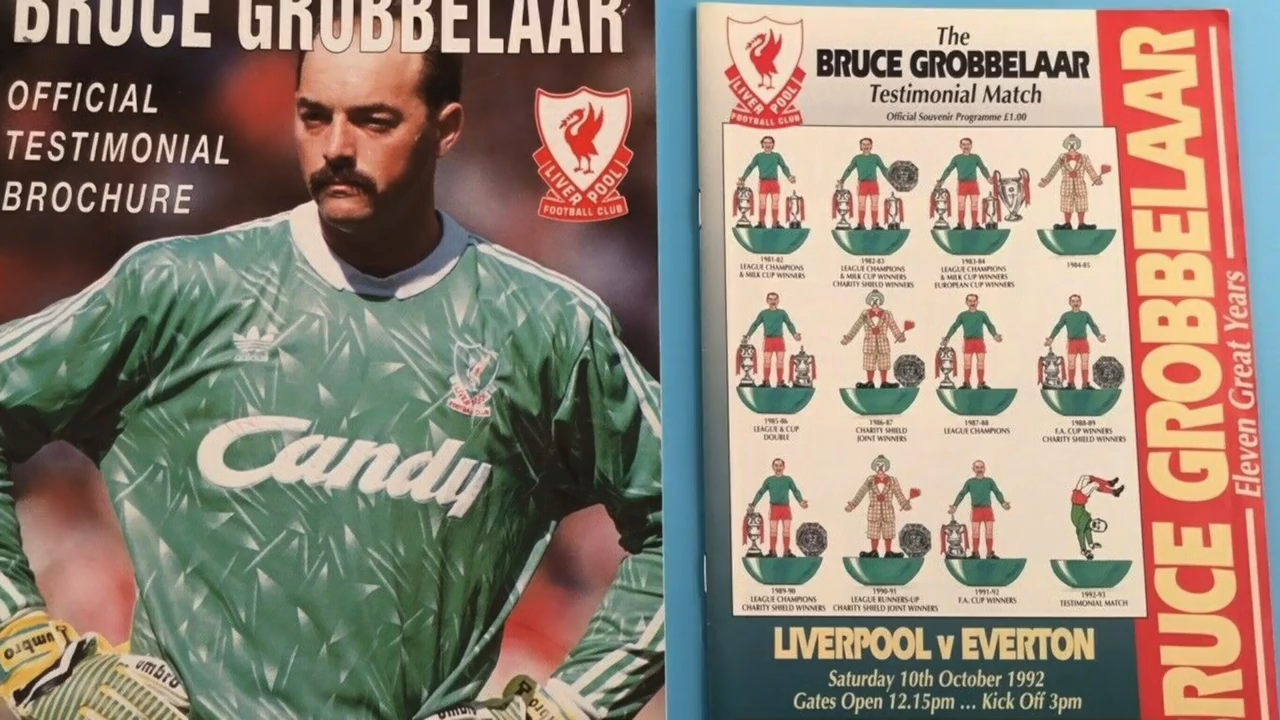 BRUCE GROBBELAAR
OFFICIAL
TESTIMONIAL
BROCHURE
LIVERPOOL
FOOTBALL CLUB
adidas
Candy
umbro
umbro
umbro
LIVERPOOL
FOOTBALL CLUB
The
BRUCE GROBBELAAR
Testimonial Match
Official Souvenir Programme £1.00
1981-82
LEAGUE CHAMPIONS
& MILK CUP WINNERS
1982-83
LEAGUE CHAMPIONS
& MILK CUP WINNERS
CHARITY SHIELD WINNERS
1983-84
LEAGUE CHAMPIONS
& MILK CUP WINNERS
EUROPEAN CUP WINNERS
1984-85
1985-86
LEAGUE & CUP
DOUBLE
1986-87
CHARITY SHIELD
JOINT WINNERS
1987-88
LEAGUE CHAMPIONS
1988-89
F.A. CUP WINNERS
CHARITY SHIELD WINNERS
1989-90
LEAGUE CHAMPIONS
CHARITY SHIELD WINNERS
1990-91
LEAGUE RUNNERS-UP
CHARITY SHIELD JOINT WINNERS
1991-92
F.A. CUP WINNERS
1992-93
TESTIMONIAL MATCH
LIVERPOOL v EVERTON
Saturday 10th October 1992
Gates Open 12.15pm ... Kick Off 3pm
BRUCE GROBBELAAR
Eleven Great Years